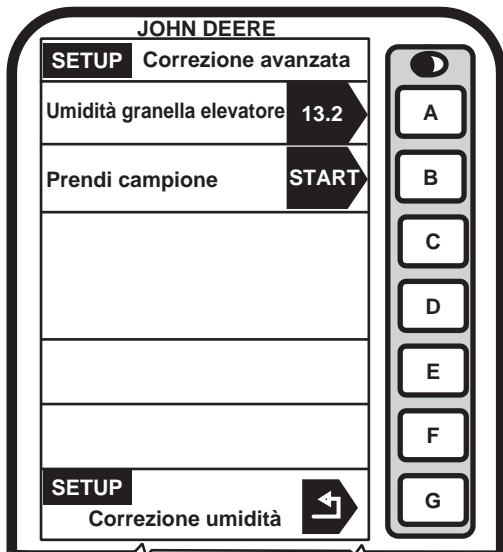 JOHN DEERE
SETUP Correzione avanzata
Umidità granella elevatore 13.2 A
Prendi campione START B
C
D
E
F
SETUP
Correzione umidità G